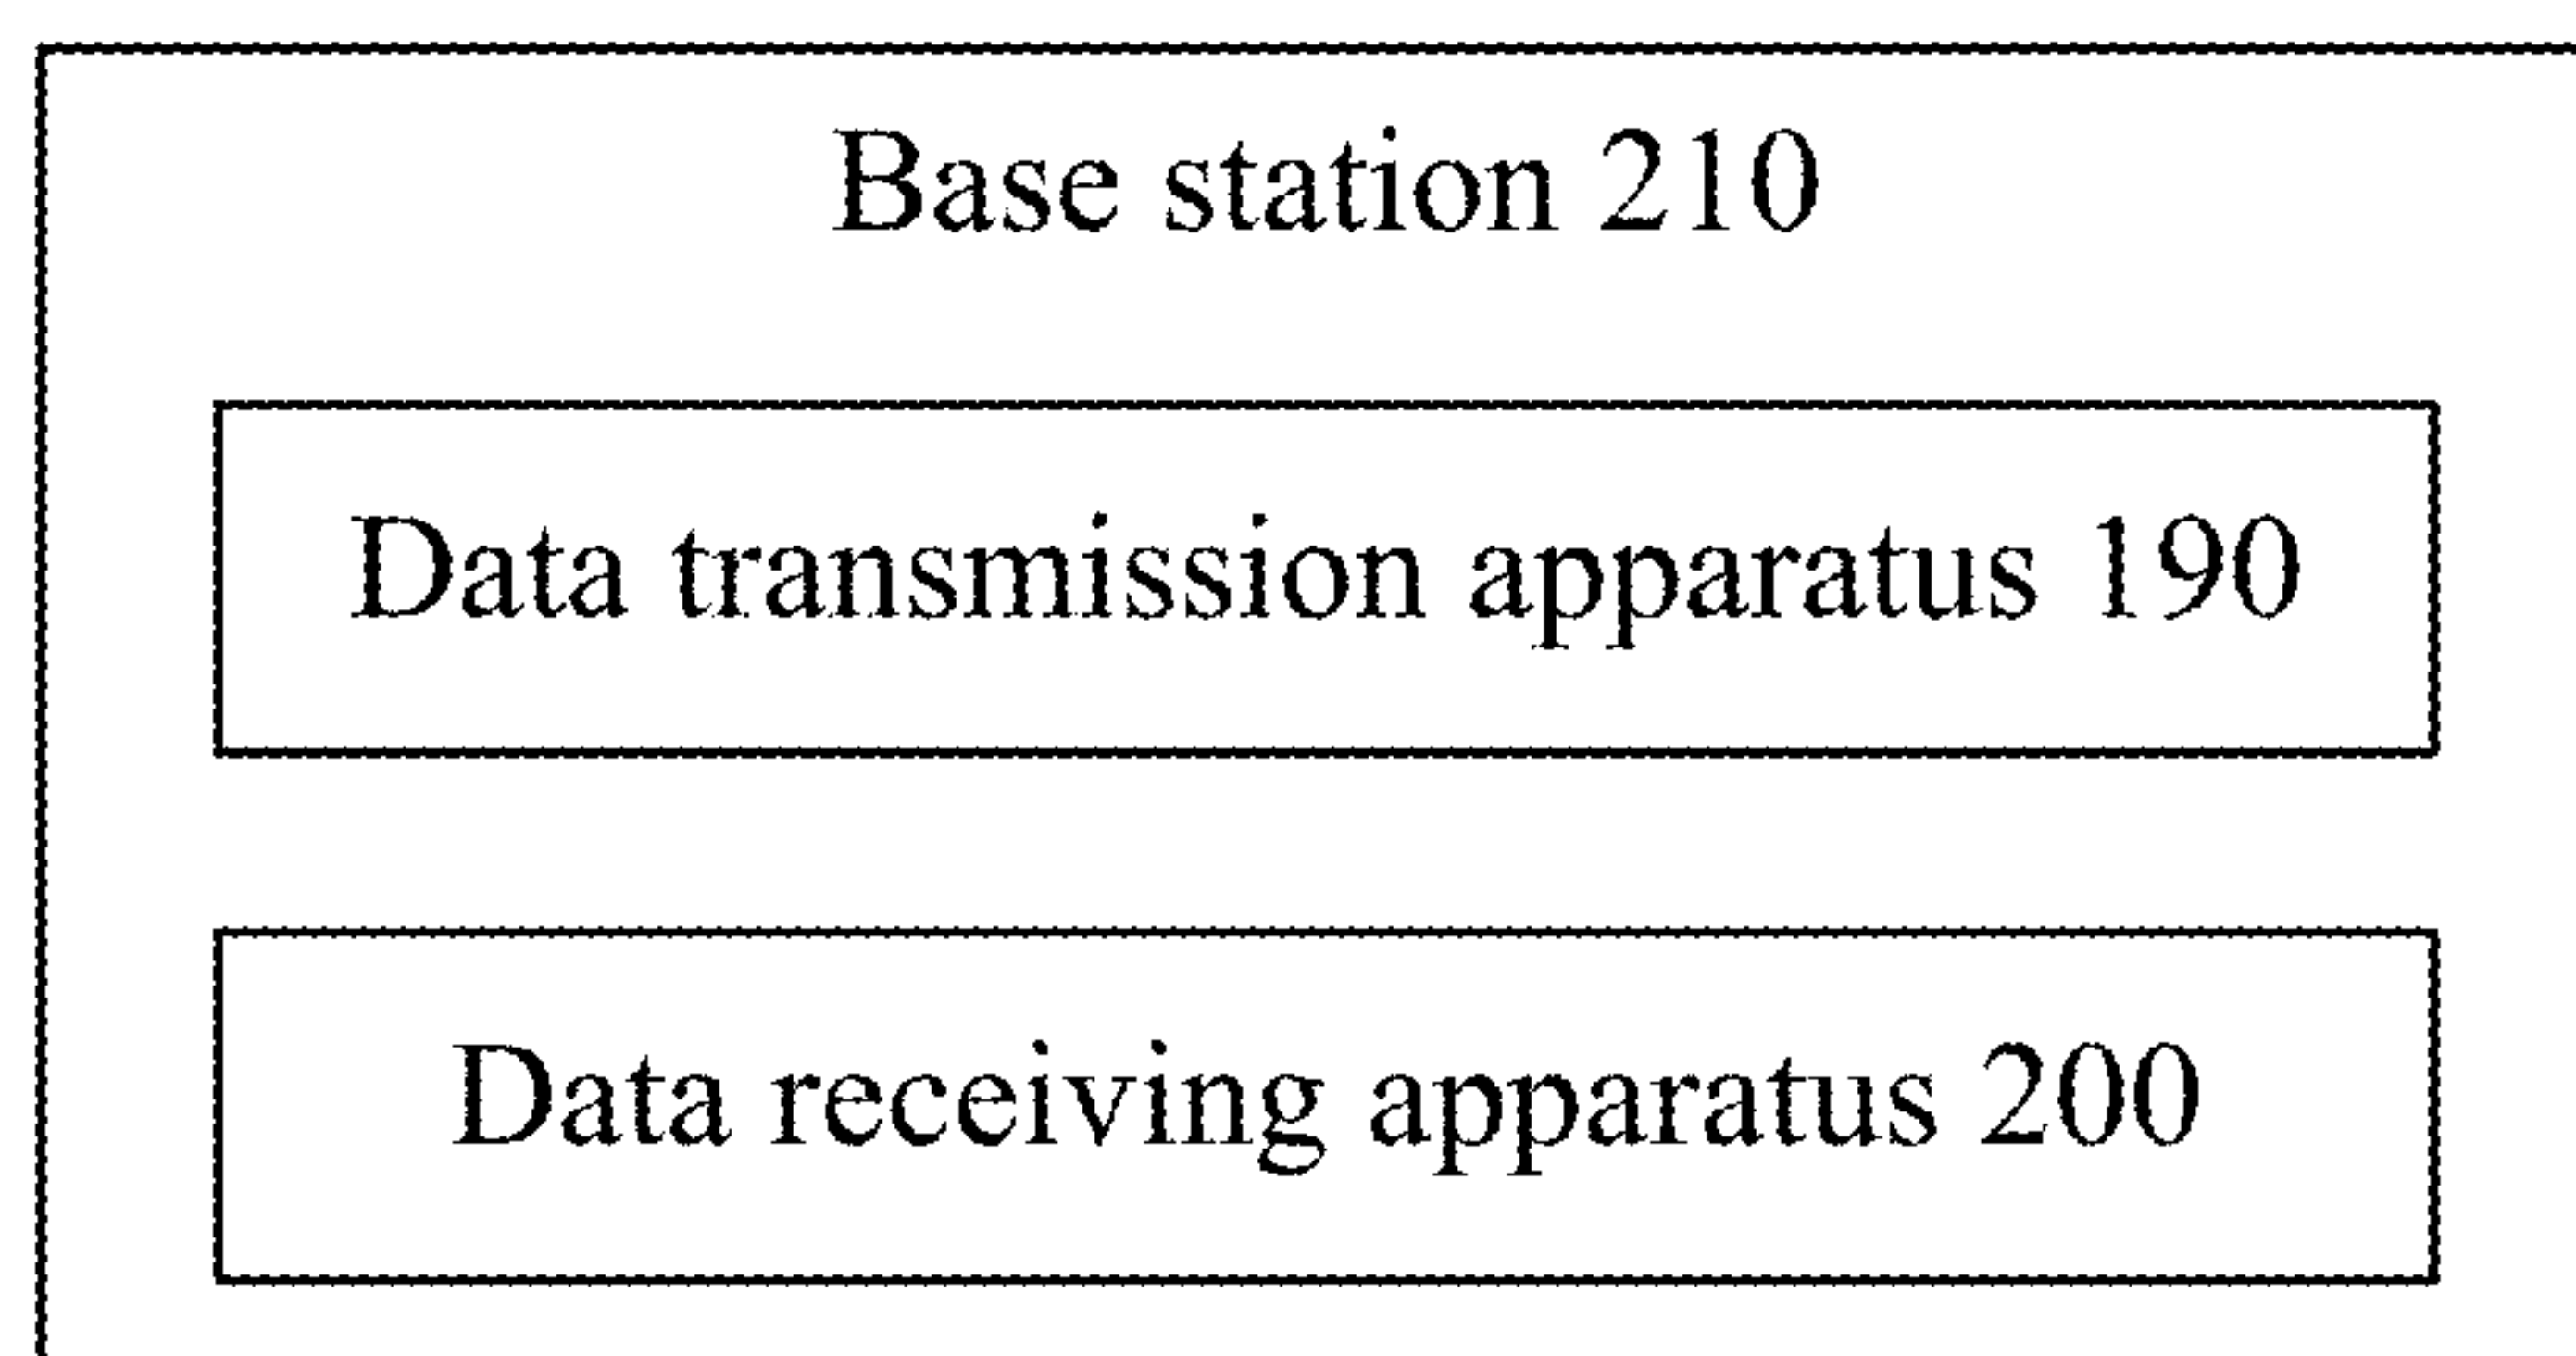 Base station 210
Data transmission apparatus 190
Data receiving apparatus 200